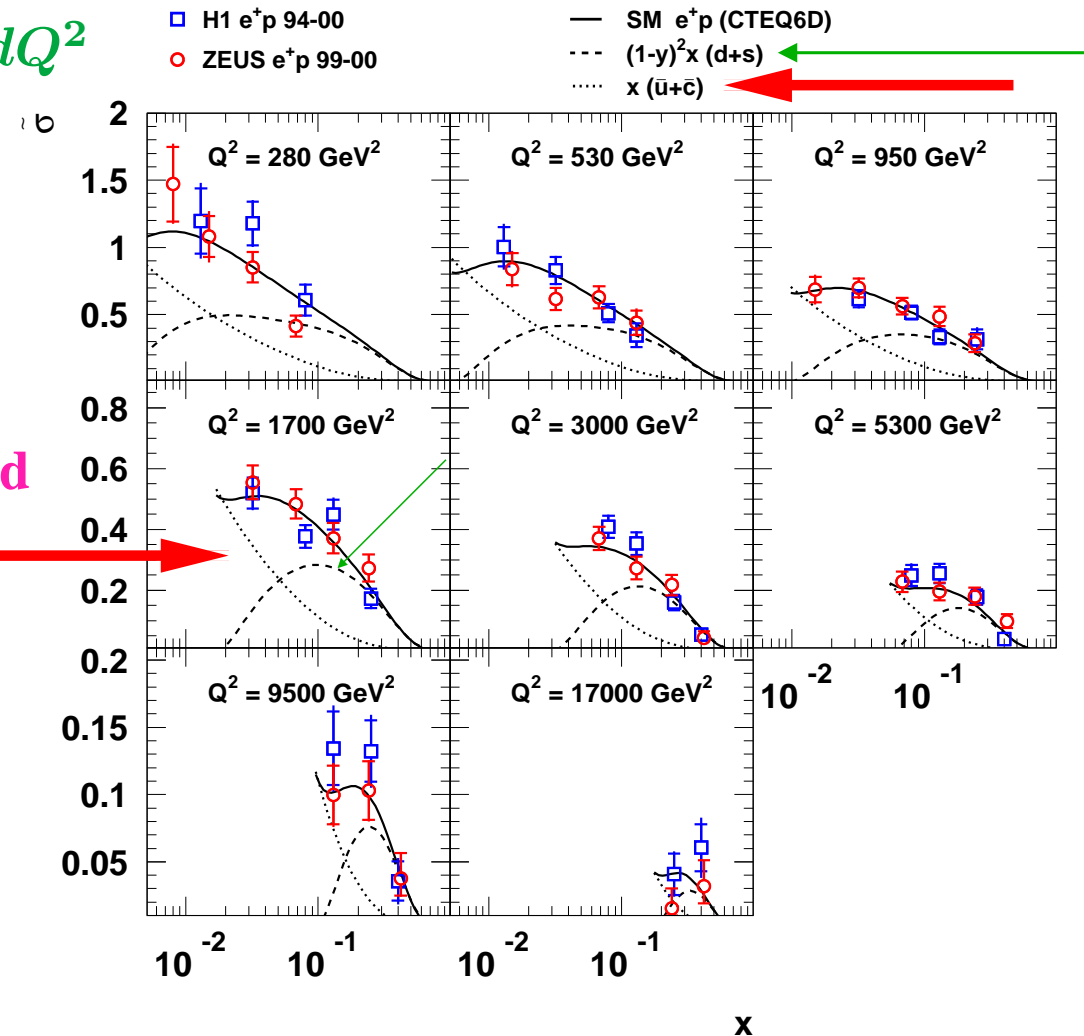 dQ²
H1 e⁺p 94-00
ZEUS e⁺p 99-00
SM e⁺p (CTEQ6D)
(1-y)²x (d+s)
x (ū+c̄)
σ̃
Q² = 280 GeV²
Q² = 530 GeV²
Q² = 950 GeV²
2
1.5
1
0.5
Q² = 1700 GeV²
Q² = 3000 GeV²
Q² = 5300 GeV²
0.8
0.6
0.4
0.2
d
Q² = 9500 GeV²
Q² = 17000 GeV²
0.2
0.15
0.1
0.05
10⁻² 10⁻¹
10⁻² 10⁻¹
10⁻² 10⁻¹
x